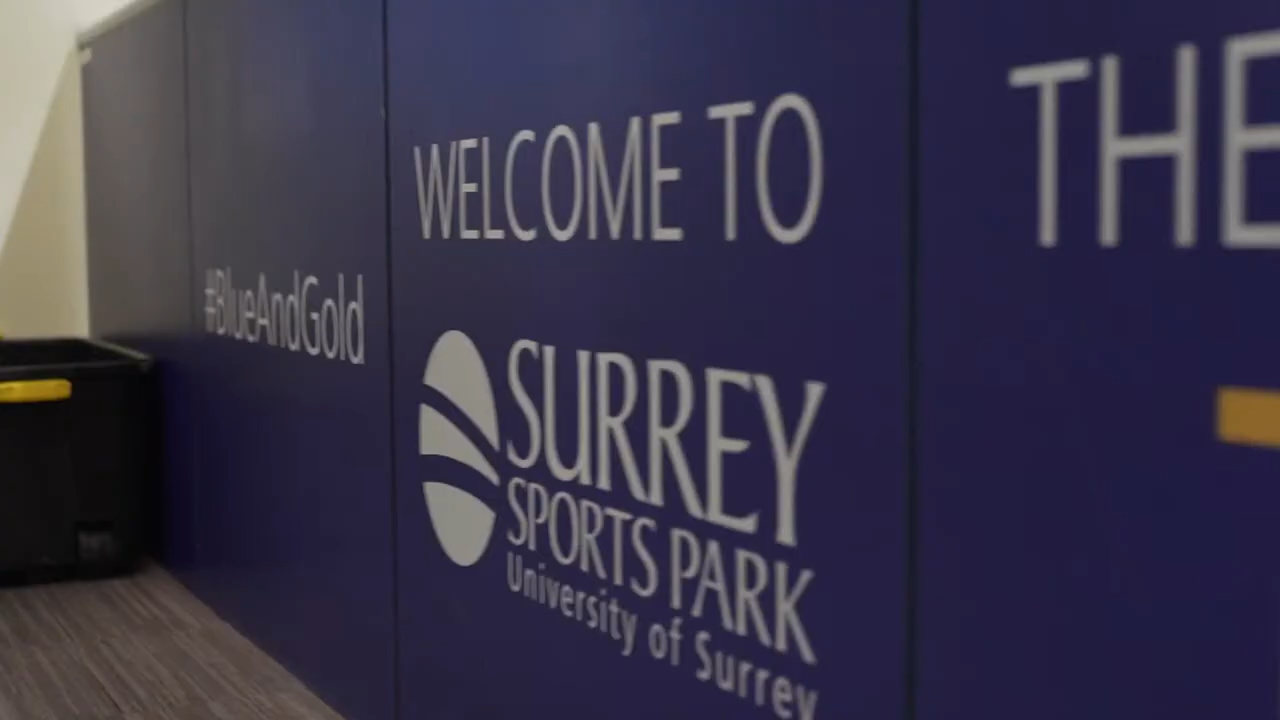 #BlueAndGold
WELCOME TO
SURREY
SPORTS PARK
University of Surrey
THE